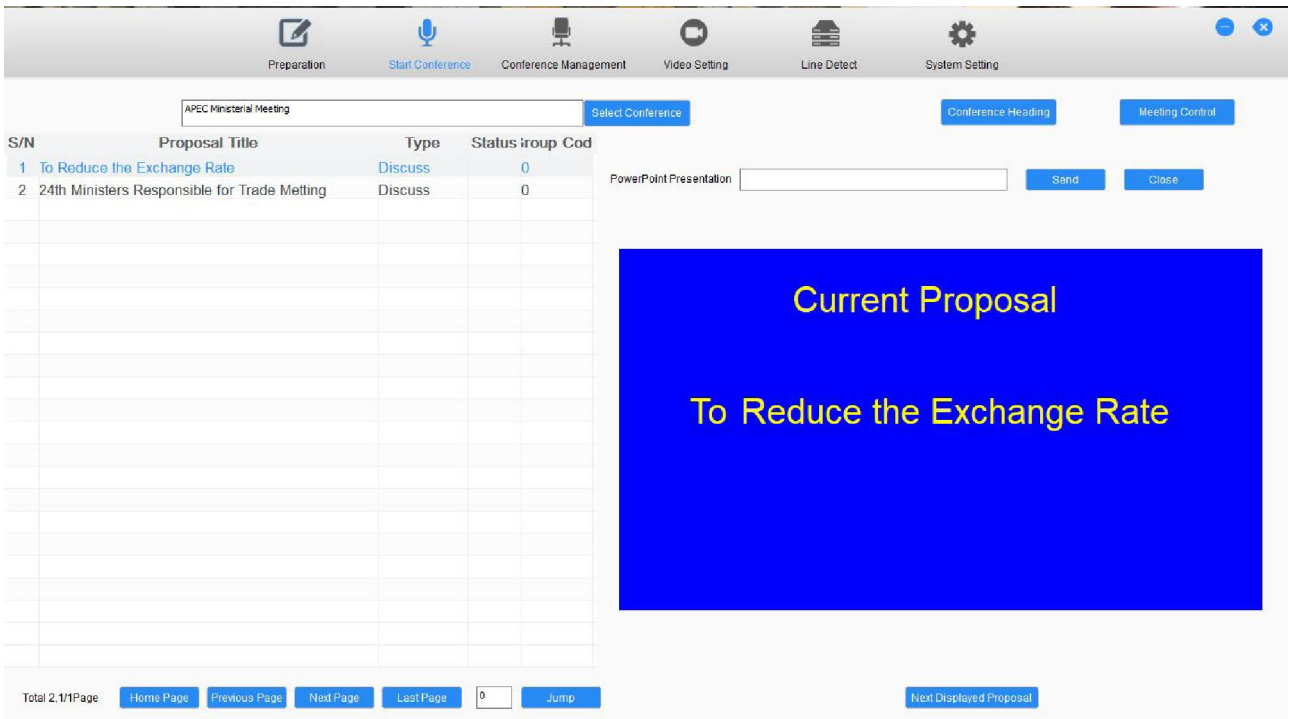 Preparation Start Conference Conference Management Video Setting Line Detect System Setting
APEC Ministerial Meeting Select Conference Conference Heading Meeting Control
S/N Proposal Title Type Status roup Cod
1 To Reduce the Exchange Rate Discuss 0
2 24th Ministers Responsible for Trade Metting Discuss 0
PowerPoint Presentation Send Close
Current Proposal
To Reduce the Exchange Rate
Total 2,1/1Page Home Page Previous Page Next Page Last Page 0 Jump Next Displayed Proposal